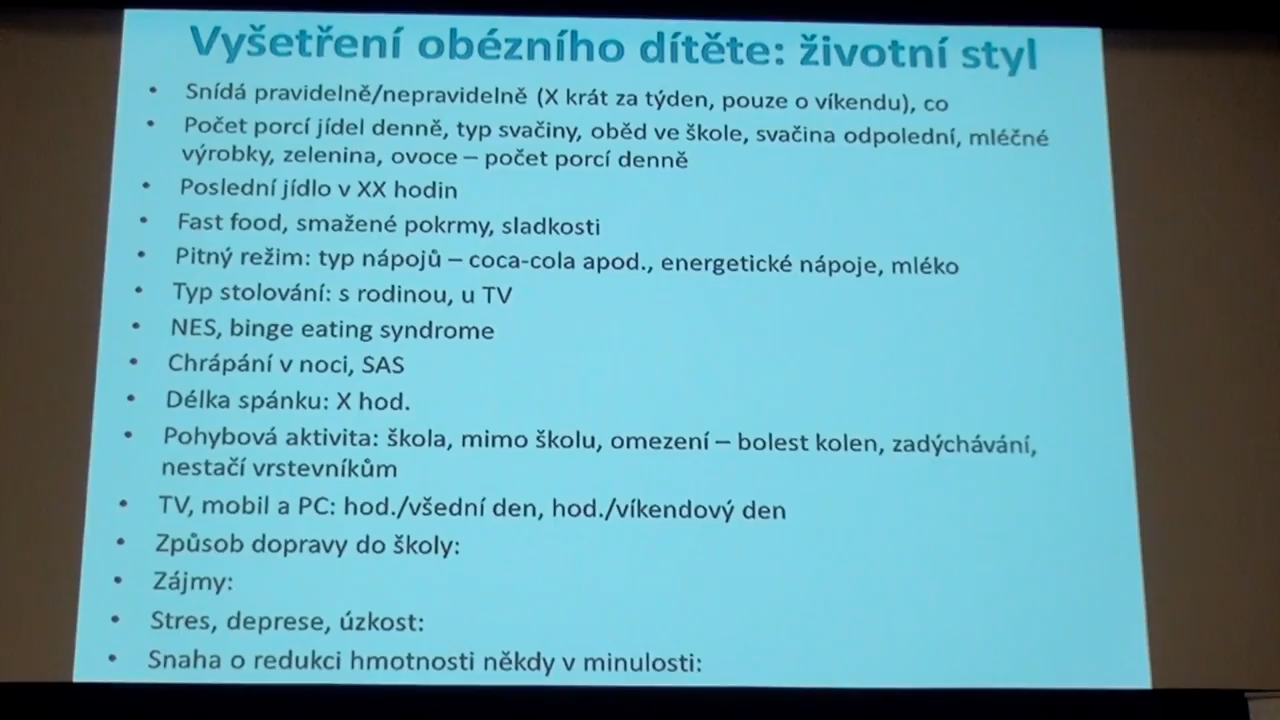 Vyšetření obézního dítěte: životní styl
• Snídá pravidelně/nepravidelně (X krát za týden, pouze o víkendu), co
• Počet porcí jídel denně, typ svačiny, oběd ve škole, svačina odpolední, mléčné
výrobky, zelenina, ovoce – počet porcí denně
• Poslední jídlo v XX hodin
• Fast food, smažené pokrmy, sladkosti
• Pitný režim: typ nápojů – coca-cola apod., energetické nápoje, mléko
• Typ stolování: s rodinou, u TV
• NES, binge eating syndrome
• Chrápání v noci, SAS
• Délka spánku: X hod.
• Pohybová aktivita: škola, mimo školu, omezení – bolest kolen, zadýchávání,
nestačí vrstevníkům
• TV, mobil a PC: hod./všední den, hod./víkendový den
• Způsob dopravy do školy:
• Zájmy:
• Stres, deprese, úzkost:
• Snaha o redukci hmotnosti někdy v minulosti: